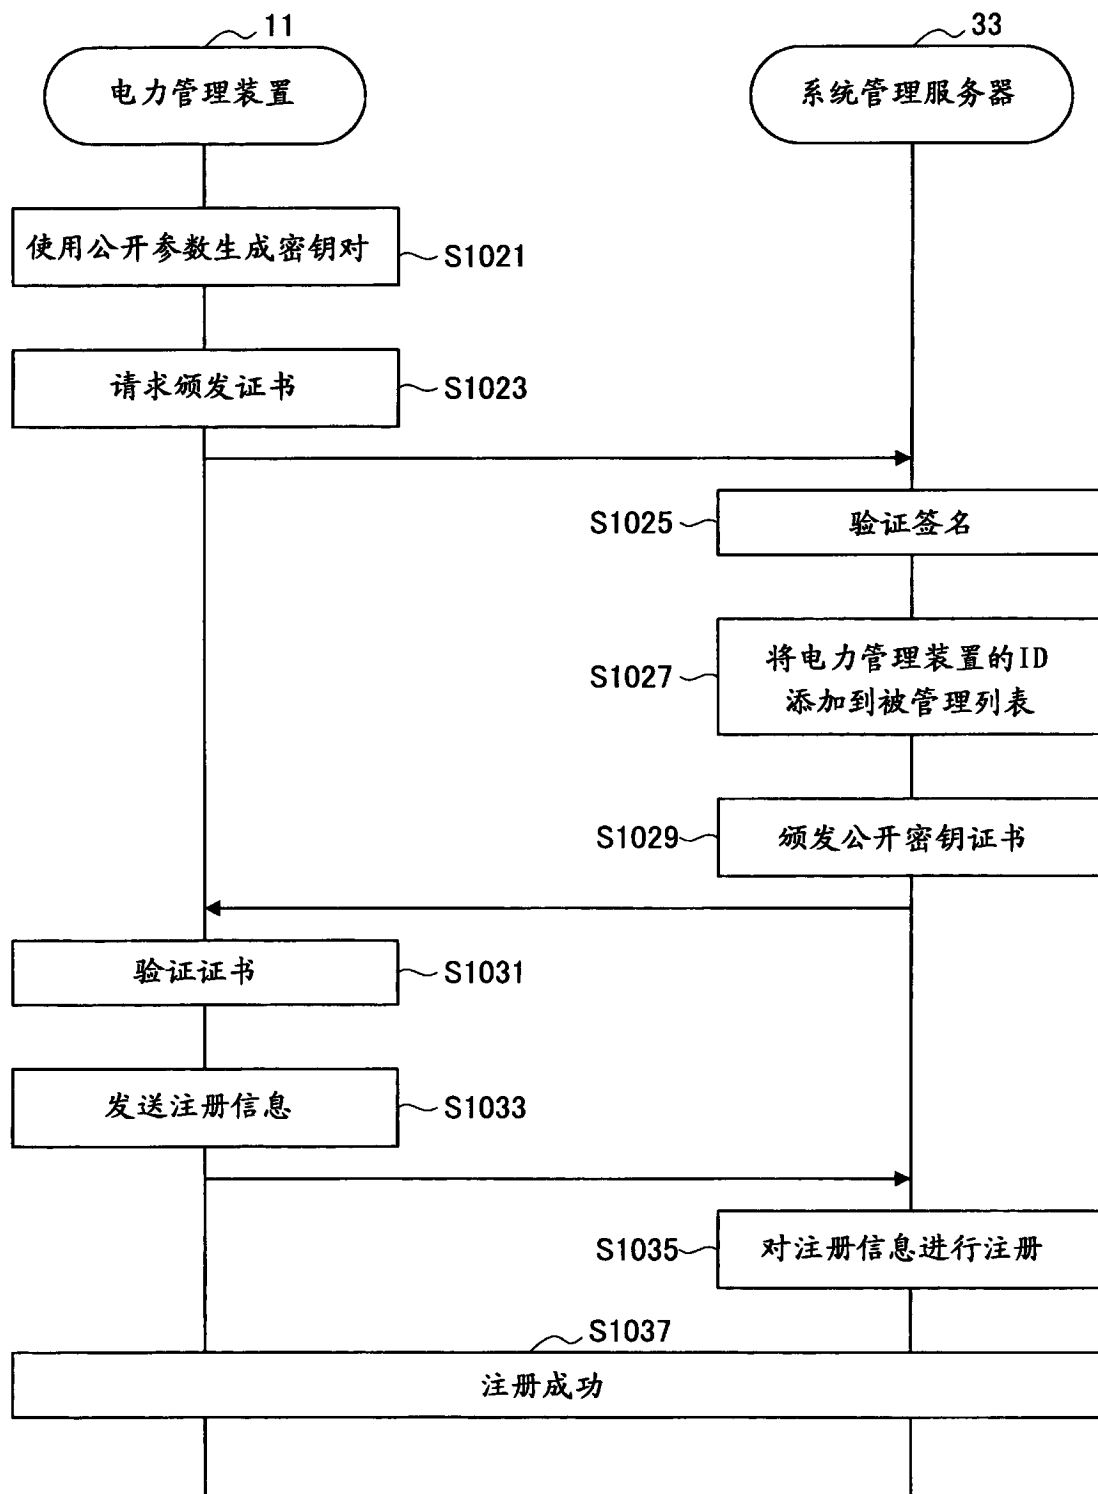 11
33
电力管理装置
系统管理服务器
使用公开参数生成密钥对
S1021
请求颁发证书
S1023
S1025
验证签名
S1027
将电力管理装置的ID
添加到被管理列表
S1029
颁发公开密钥证书
验证证书
S1031
发送注册信息
S1033
S1035
对注册信息进行注册
S1037
注册成功